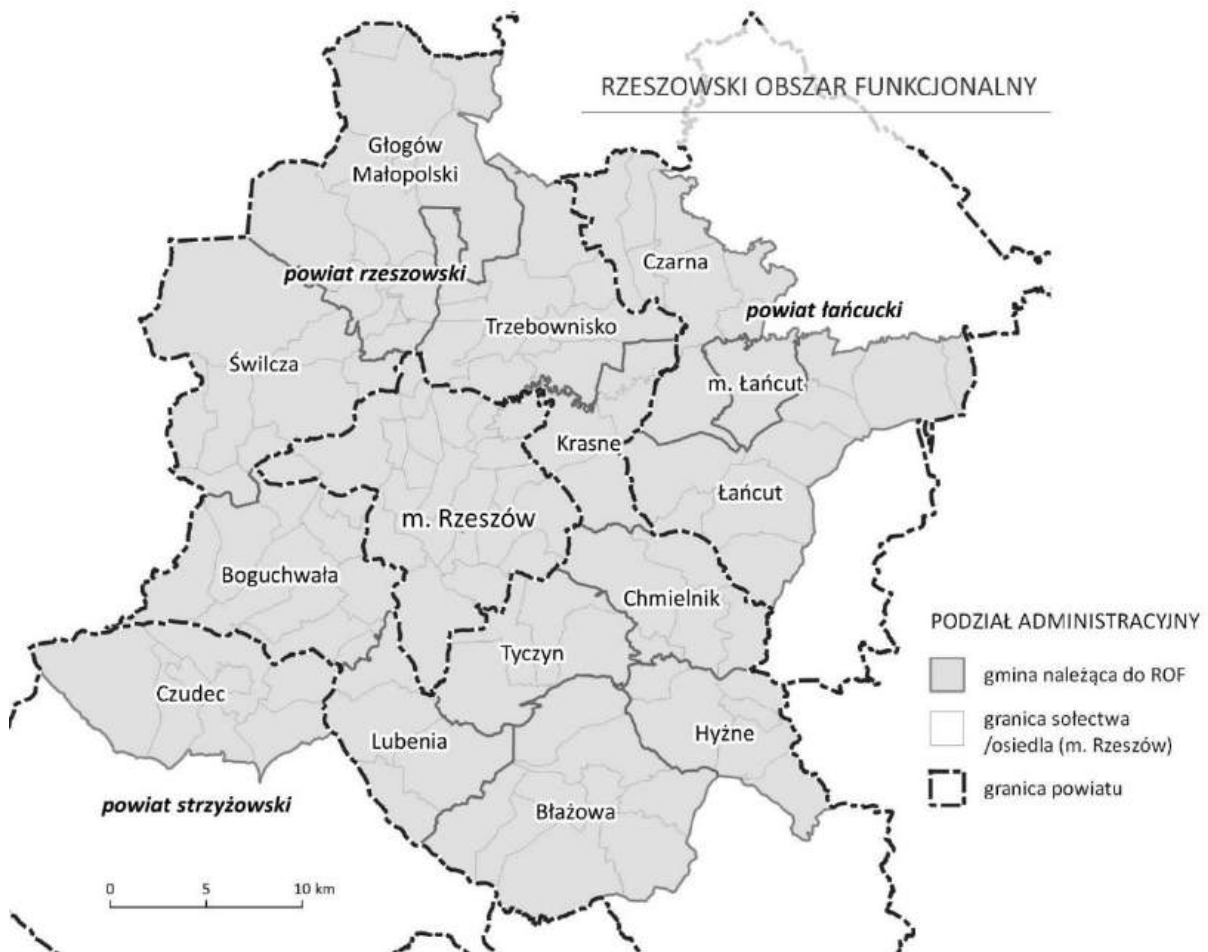 RZESZOWSKI OBSZAR FUNKCJONALNY
Głogów
Małopolski
Czarna
powiat rzeszowski
powiat łańcucki
Trzebownisko
Świlcza
m. Łańcut
Krasne
Łańcut
m. Rzeszów
Boguchwała
Chmielnik
PODZIAŁ ADMINISTRACYJNY
Tyczyn
gmina należąca do ROF
Czudec
granica sołectwa
/osiedla (m. Rzeszów)
Lubenia
Hyżne
granica powiatu
powiat strzyżowski
Błażowa
0 5 10 km